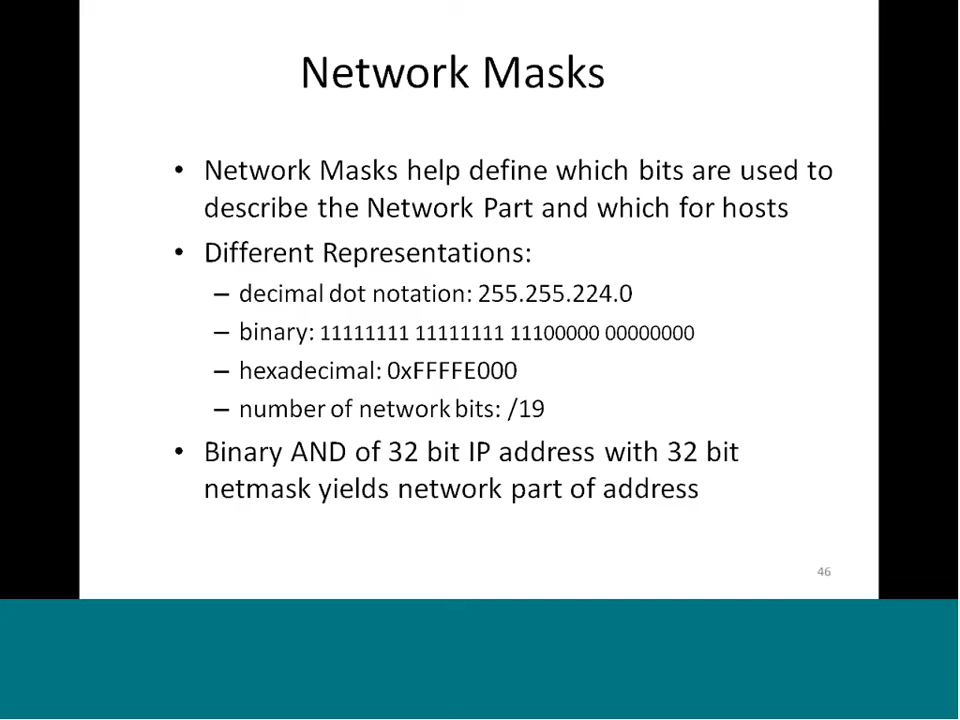 Network Masks
• Network Masks help define which bits are used to
describe the Network Part and which for hosts
• Different Representations:
– decimal dot notation: 255.255.224.0
– binary: 11111111 11111111 11100000 00000000
– hexadecimal: 0xFFFFE000
– number of network bits: /19
• Binary AND of 32 bit IP address with 32 bit
netmask yields network part of address
46